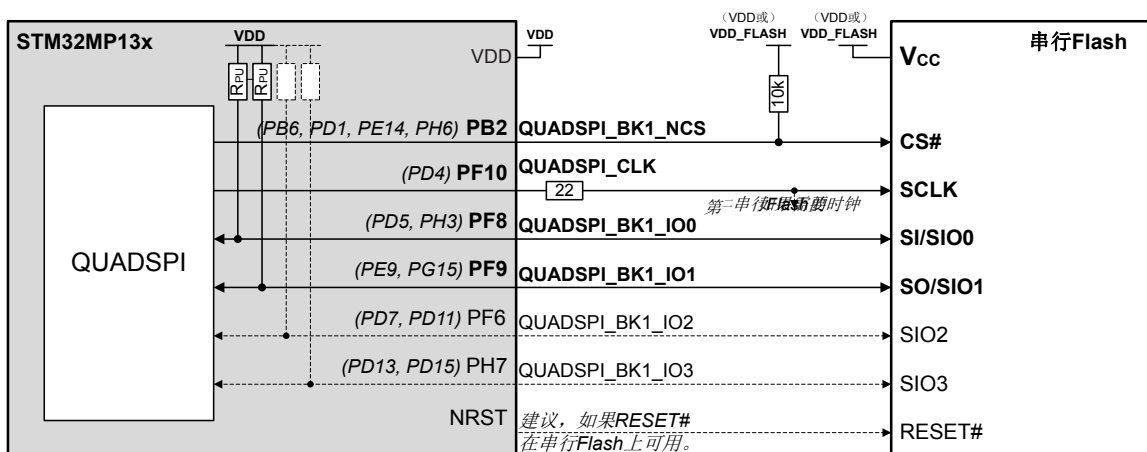 STM32MP13x
VDD
VDD
VDD
(VDD或)
VDD_FLASH
(VDD或)
VDD_FLASH
串行Flash
VCC
RPU
RPU
10k
(PB6, PD1, PE14, PH6) PB2
QUADSPI_BK1_NCS
CS#
(PD4) PF10
QUADSPI_CLK
22
SCLK
(PD5, PH3) PF8
QUADSPI_BK1_IO0
SI/SIO0
QUADSPI
(PE9, PG15) PF9
QUADSPI_BK1_IO1
SO/SIO1
(PD7, PD11) PF6
QUADSPI_BK1_IO2
SIO2
(PD13, PD15) PH7
QUADSPI_BK1_IO3
SIO3
NRST
建议，如果RESET#
在串行Flash上可用。
RESET#